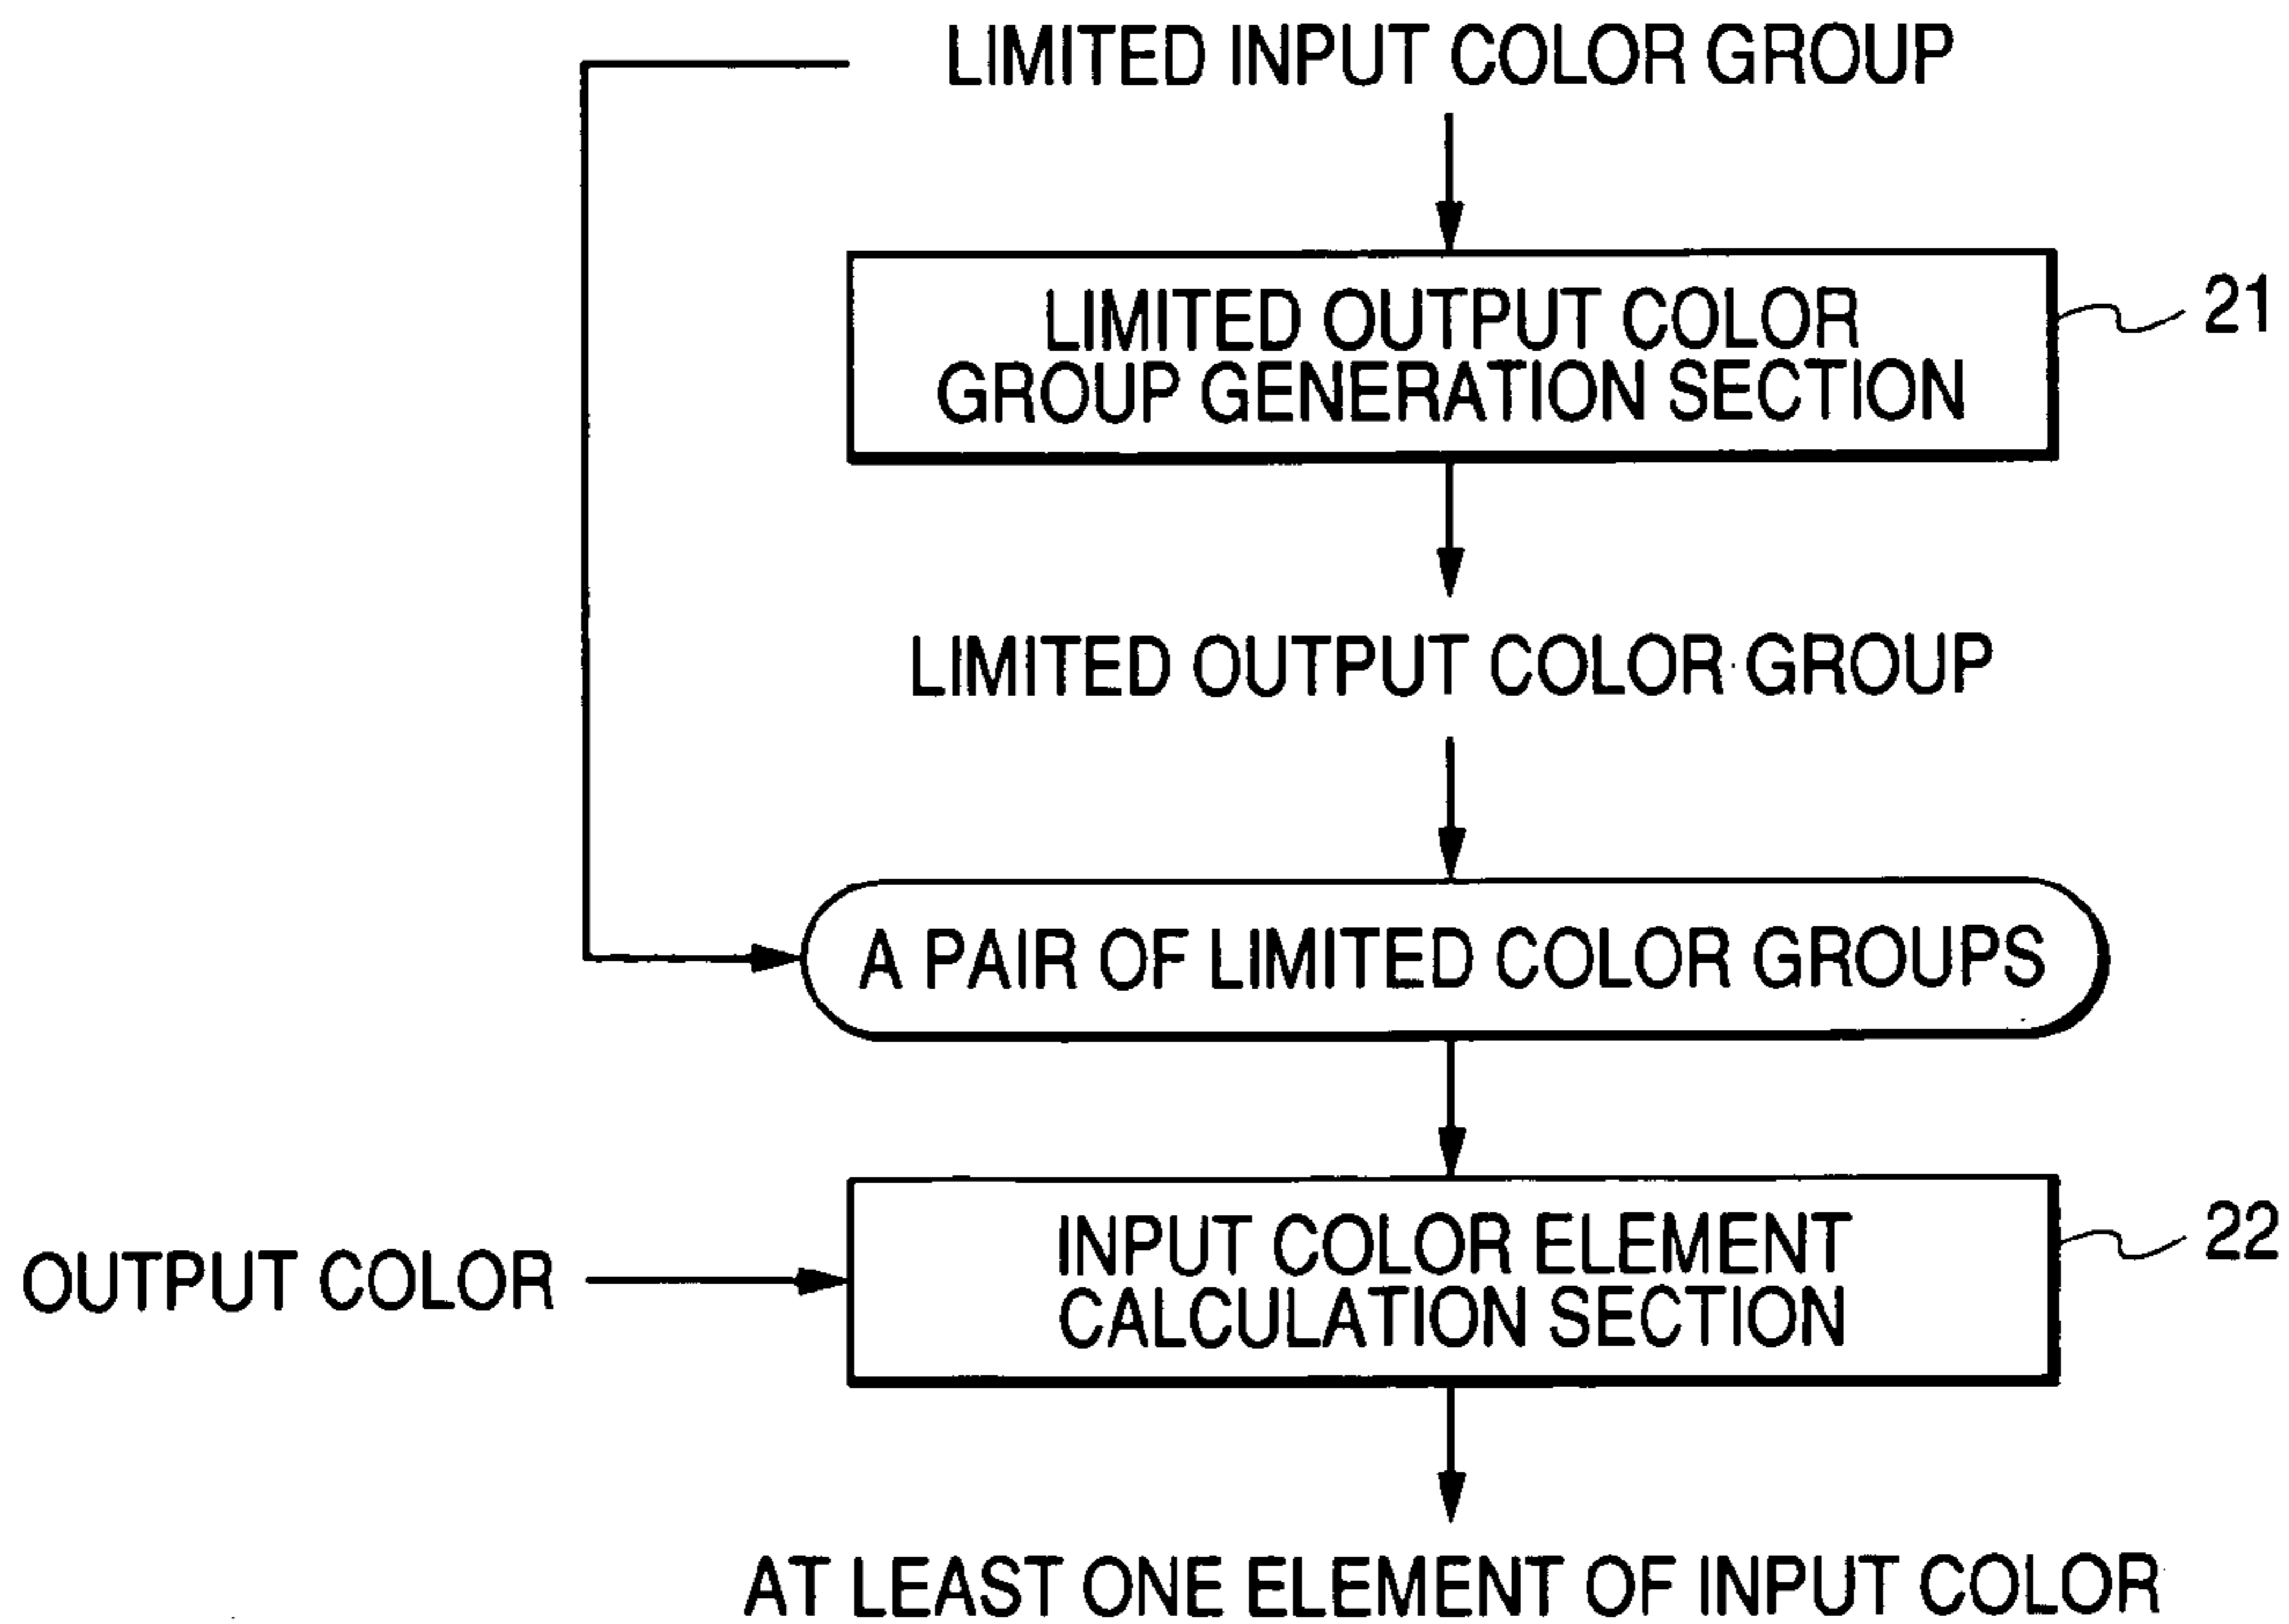 LIMITED INPUT COLOR GROUP
LIMITED OUTPUT COLOR
GROUP GENERATION SECTION
21
LIMITED OUTPUT COLOR GROUP
A PAIR OF LIMITED COLOR GROUPS
INPUT COLOR ELEMENT
CALCULATION SECTION
22
OUTPUT COLOR
AT LEAST ONE ELEMENT OF INPUT COLOR